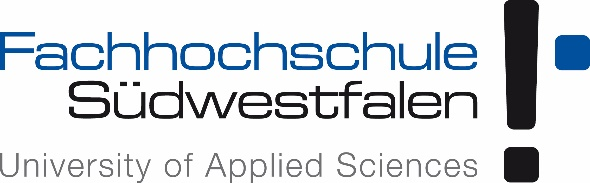 Fachhochschule
Südwestfalen
University of Applied Sciences